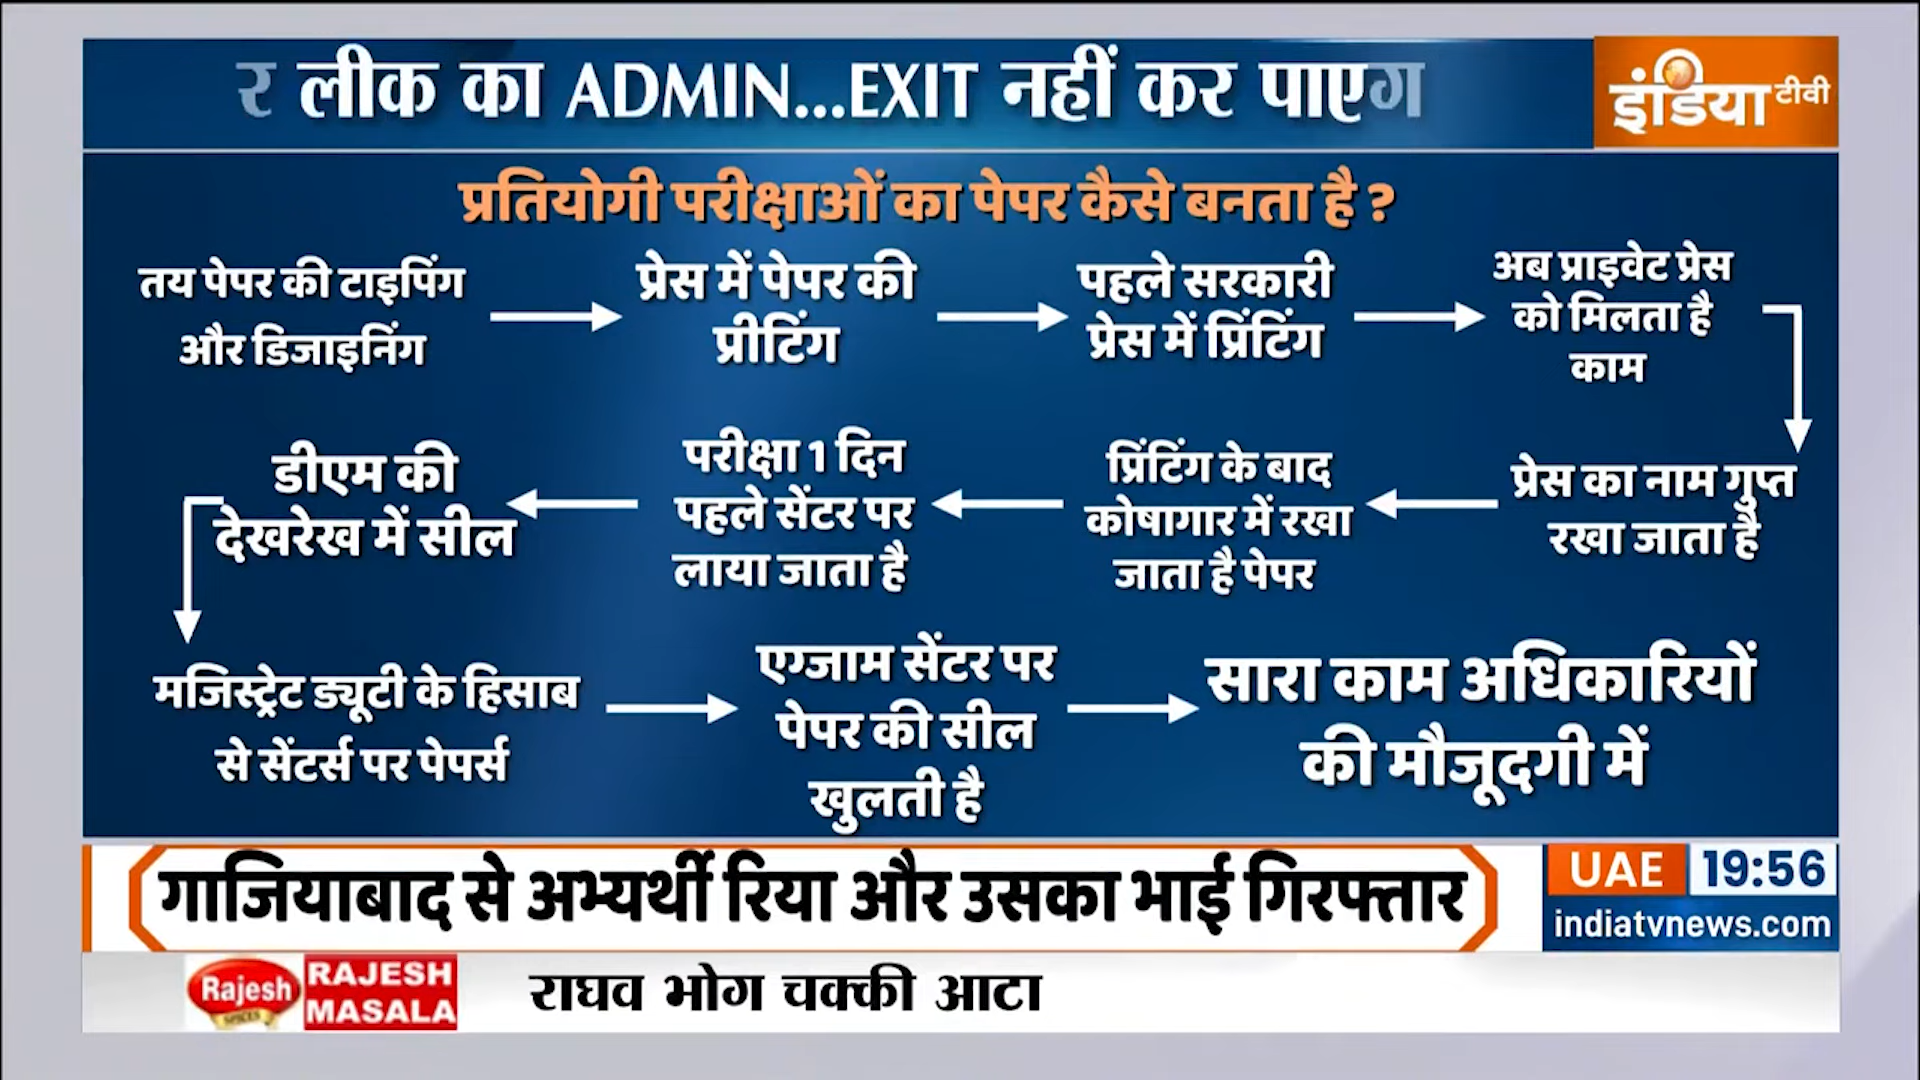 र लीक का ADMIN...EXIT नहीं कर पाएग
इंडिया टीवी
प्रतियोगी परीक्षाओं का पेपर कैसे बनता है ?
तय पेपर की टाइपिंग
और डिजाइनिंग
प्रेस में पेपर की
प्रीटिंग
पहले सरकारी
प्रेस में प्रिंटिंग
अब प्राइवेट प्रेस
को मिलता है
काम
प्रेस का नाम गुप्त
रखा जाता है
प्रिंटिंग के बाद
कोषागार में रखा
जाता है पेपर
परीक्षा 1 दिन
पहले सेंटर पर
लाया जाता है
डीएम की
देखरेख में सील
मजिस्ट्रेट ड्यूटी के हिसाब
से सेंटर्स पर पेपर्स
एग्जाम सेंटर पर
पेपर की सील
खुलती है
सारा काम अधिकारियों
की मौजूदगी में
गाजियाबाद से अभ्यर्थी रिया और उसका भाई गिरफ्तार
UAE 19:56
indiatvnews.com
Rajesh
SPICES
RAJESH
MASALA
राघव भोग चक्की आटा